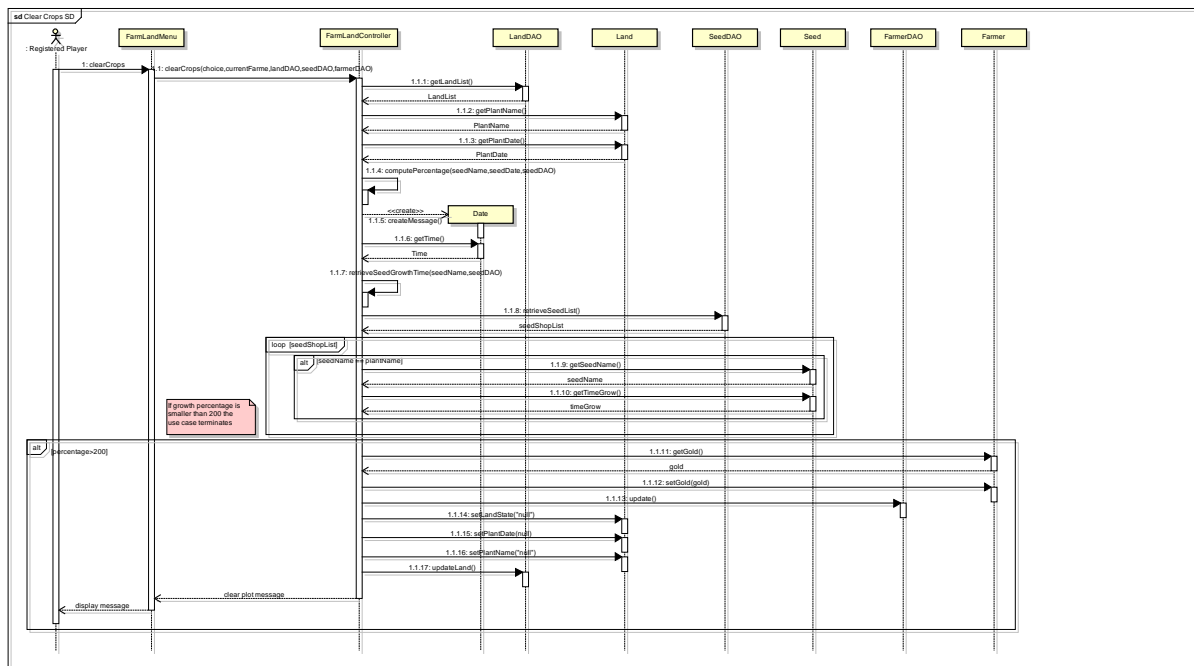 sd Clear Crops SD
: Registered Player
FarmLandMenu
FarmLandController
LandDAO
Land
SeedDAO
Seed
FarmerDAO
Farmer
1: clearCrops
1.1: clearCrops(choice,currentFarme,landDAO,seedDAO,farmerDAO)
1.1.1: getLandList()
LandList
1.1.2: getPlantName()
PlantName
1.1.3: getPlantDate()
PlantDate
1.1.4: computePercentage(seedName,seedDate,seedDAO)
<<create>>
Date
1.1.5: createMessage()
1.1.6: getTime()
Time
1.1.7: retrieveSeedGrowthTime(seedName,seedDAO)
1.1.8: retrieveSeedList()
seedShopList
loop [seedShopList]
alt [seedName == plantName]
1.1.9: getSeedName()
seedName
1.1.10: getTimeGrow()
timeGrow
If growth percentage is
smaller than 200 the
use case terminates
alt
[percentage>200]
1.1.11: getGold()
gold
1.1.12: setGold(gold)
1.1.13: update()
1.1.14: setLandState("null")
1.1.15: setPlantDate(null)
1.1.16: setPlantName("null")
1.1.17: updateLand()
clear plot message
display message